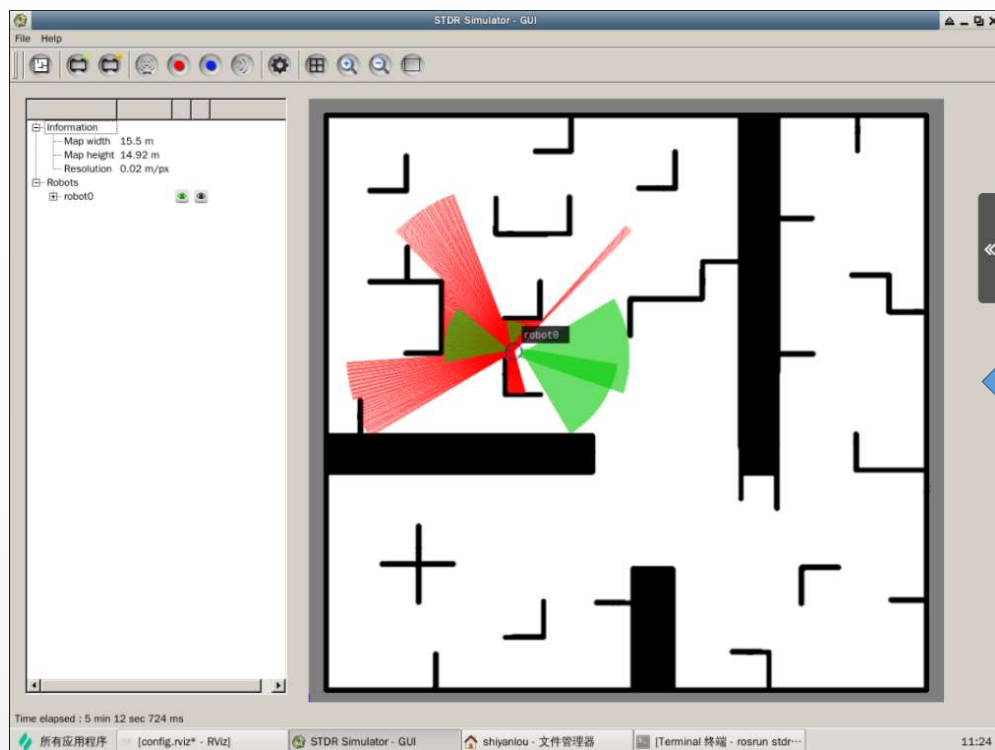 STDR Simulator - GUI
File Help
Information
Map width 15.5 m
Map height 14.92 m
Resolution 0.02 m/px
Robots
robot0
robot0
Time elapsed : 5 min 12 sec 724 ms
所有应用程序 [config.rviz* - RViz] STDR Simulator - GUI shiyanlou - 文件管理器 [Terminal 终端 - rosrun stdr··· 11:24